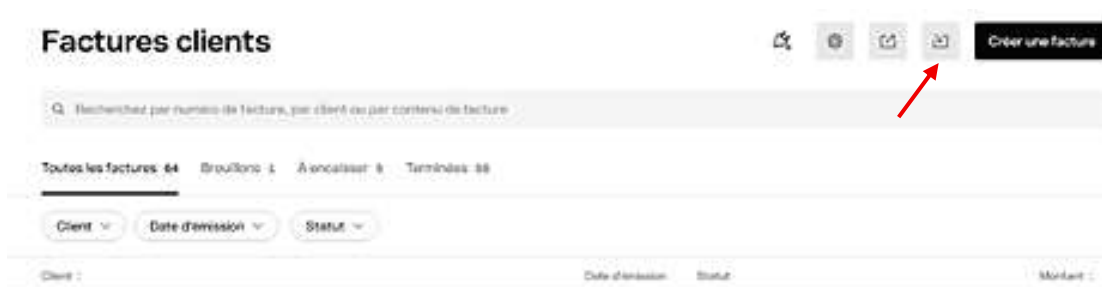 Factures clients
Créer une facture
Recherchez par numéro de facture, par client ou par contenu de facture
Toutes les factures 64 Brouillons 1 À encaisser 5 Terminées 58
Client Date d'émission Statut
Client Date d'émission Statut Montant